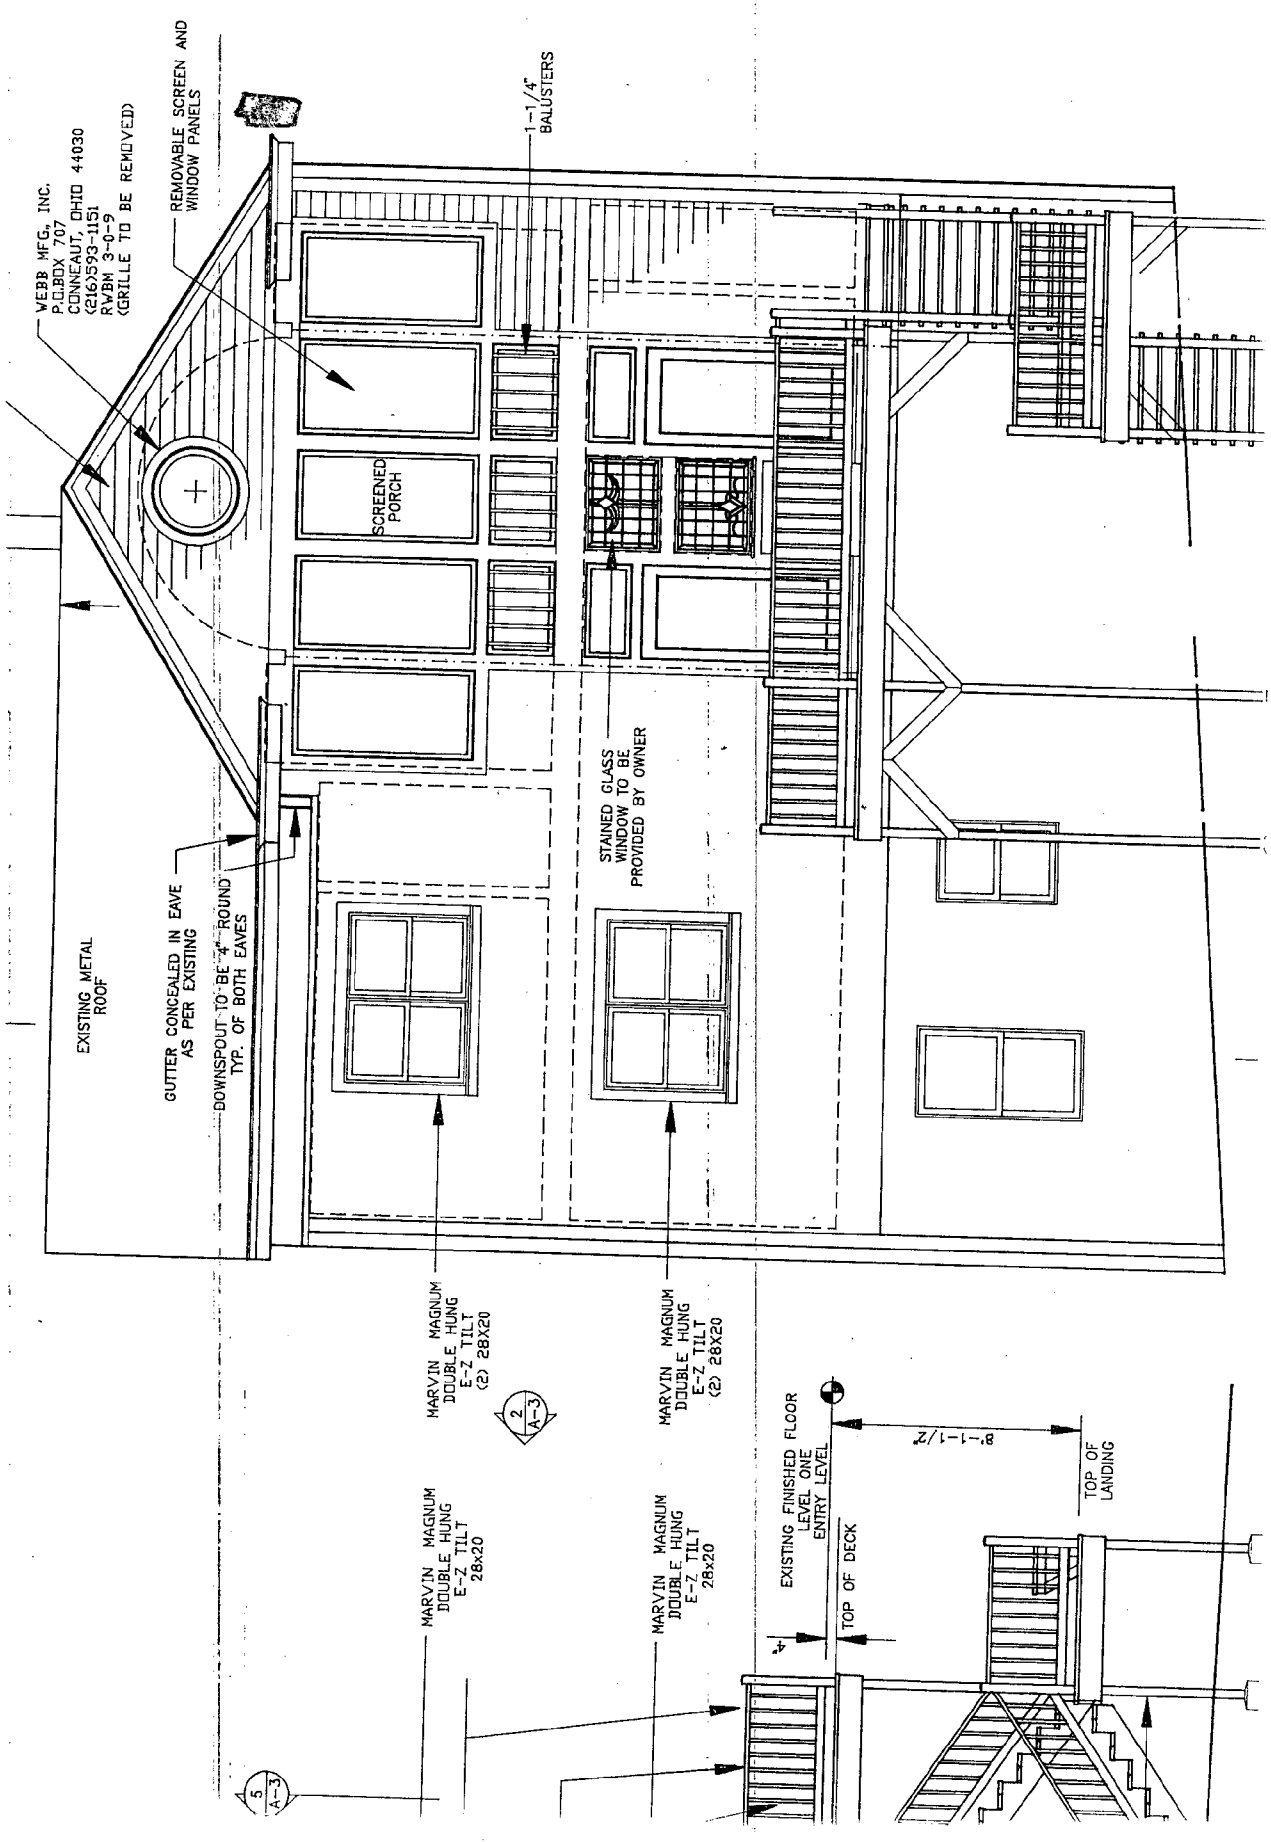 WEBB MFG., INC.
P.O.BOX 707
CONNEAUT, OHIO 44030
(216)593-1151
RWBM 3-0-9
(GRILLE TO BE REMOVED)
REMOVABLE SCREEN AND
WINDOW PANELS
1-1/4"
BALUSTERS
SCREENED
PORCH
EXISTING METAL
ROOF
GUTTER CONCEALED IN EAVE
AS PER EXISTING
DOWNSPOUT TO BE 4" ROUND
TYP. OF BOTH EAVES
STAINED GLASS
WINDOW TO BE
PROVIDED BY OWNER
MARVIN MAGNUM
DOUBLE HUNG
E-Z TILT
(2) 28X20
MARVIN MAGNUM
DOUBLE HUNG
E-Z TILT
(2) 28X20
2
A-3
MARVIN MAGNUM
DOUBLE HUNG
E-Z TILT
28x20
MARVIN MAGNUM
DOUBLE HUNG
E-Z TILT
28x20
5
A-3
EXISTING FINISHED FLOOR
LEVEL ONE
ENTRY LEVEL
TOP OF DECK
4"
8'-1-1/2"
TOP OF
LANDING